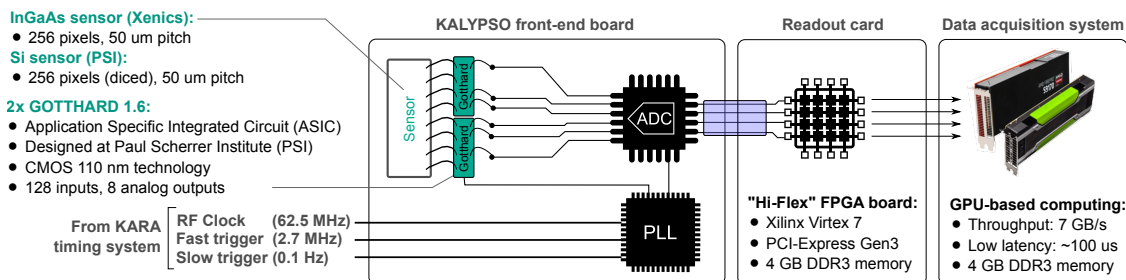 InGaAs sensor (Xenics):
● 256 pixels, 50 um pitch
Si sensor (PSI):
● 256 pixels (diced), 50 um pitch
2x GOTTHARD 1.6:
● Application Specific Integrated Circuit (ASIC)
● Designed at Paul Scherrer Institute (PSI)
● CMOS 110 nm technology
● 128 inputs, 8 analog outputs
From KARA
timing system
RF Clock (62.5 MHz)
Fast trigger (2.7 MHz)
Slow trigger (0.1 Hz)
KALYPSO front-end board
Sensor
Gotthard
Gotthard
ADC
PLL
Readout card
"Hi-Flex" FPGA board:
● Xilinx Virtex 7
● PCI-Express Gen3
● 4 GB DDR3 memory
Data acquisition system
S9170
GPU-based computing:
● Throughput: 7 GB/s
● Low latency: ~100 us
● 4 GB DDR3 memory